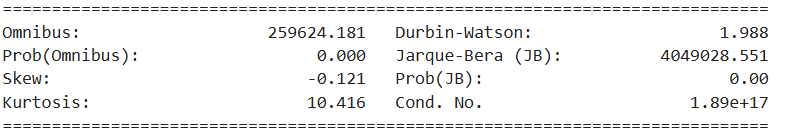 ==============================================================================
Omnibus:                   259624.181   Durbin-Watson:                   1.988
Prob(Omnibus):                  0.000   Jarque-Bera (JB):          4049028.551
Skew:                          -0.121   Prob(JB):                         0.00
Kurtosis:                      10.416   Cond. No.                     1.89e+17
==============================================================================